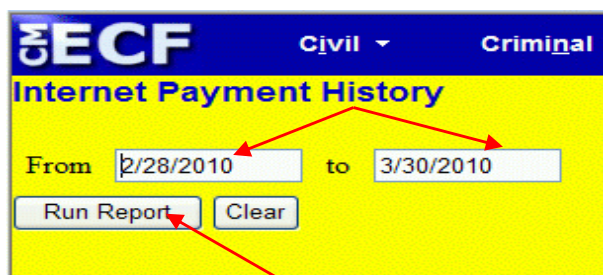 CM ECF Civil Criminal
Internet Payment History
From 2/28/2010 to 3/30/2010
Run Report Clear